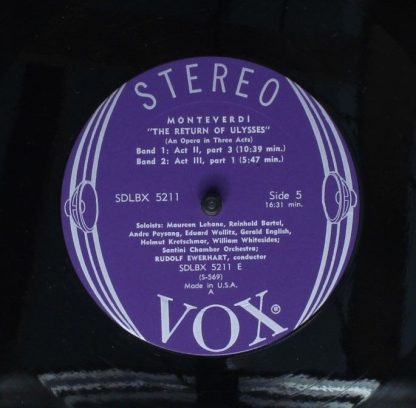 STEREO
MONTEVERDI
"THE RETURN OF ULYSSES"
(An Opera in Three Acts)
Band 1: Act II, part 3 (10:39 min.)
Band 2: Act III, part 1 (5:47 min.)
SDLBX 5211
Side 5
16:31 min.
Soloists: Maureen Lehane, Reinhold Bartel,
Andre Peysang, Eduard Wollitz, Gerald English,
Helmut Kretschmar, William Whitesides;
Santini Chamber Orchestra;
RUDOLF EWERHART, conductor
SDLBX 5211 E
(S-569)
Made in U.S.A.
A
VOX®